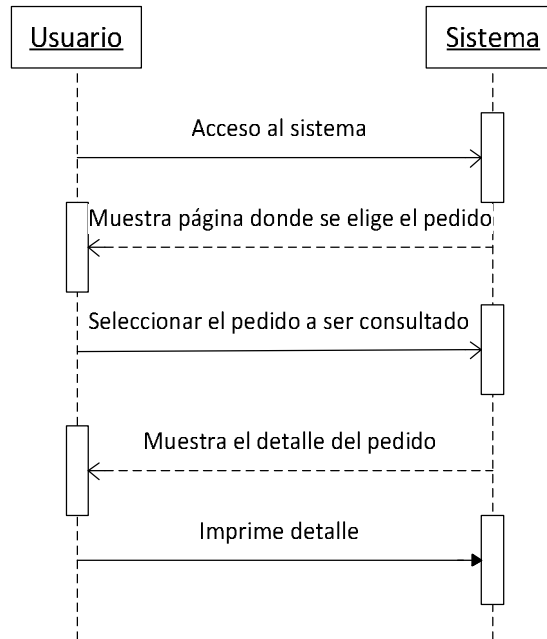 Usuario
Sistema
Acceso al sistema
Muestra página donde se elige el pedido
Seleccionar el pedido a ser consultado
Muestra el detalle del pedido
Imprime detalle